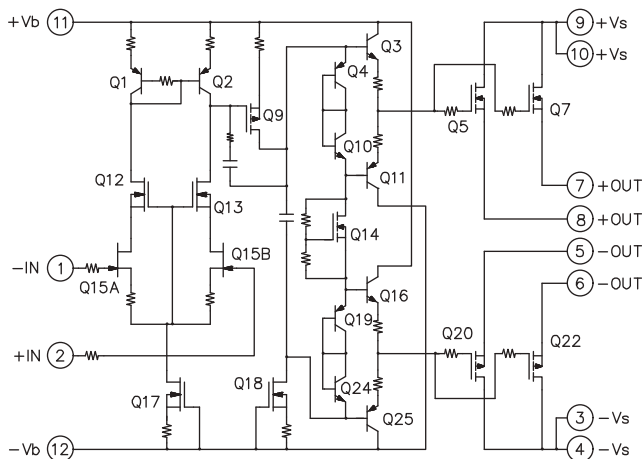 +Vb 11
Q3
9 +Vs
Q4
10 +Vs
Q1
Q2
Q9
Q5
Q7
Q10
Q11
Q12
Q13
7 +OUT
8 +OUT
Q14
5 −OUT
−IN 1
Q15A
Q15B
6 −OUT
Q16
Q19
Q20
Q22
+IN 2
Q17
Q18
Q24
Q25
3 −Vs
−Vb 12
4 −Vs